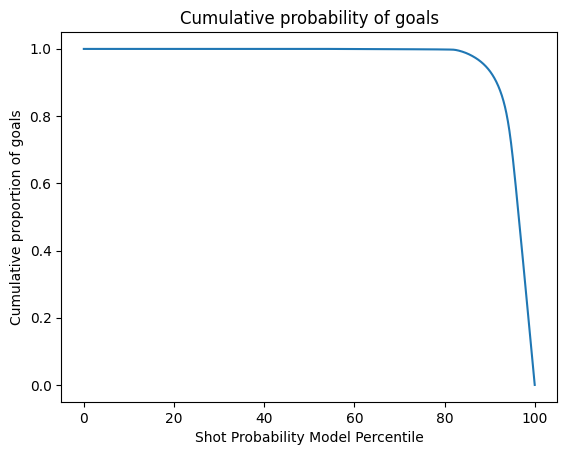 Cumulative probability of goals
1.0
0.8
0.6
0.4
0.2
0.0
Cumulative proportion of goals
0 20 40 60 80 100
Shot Probability Model Percentile